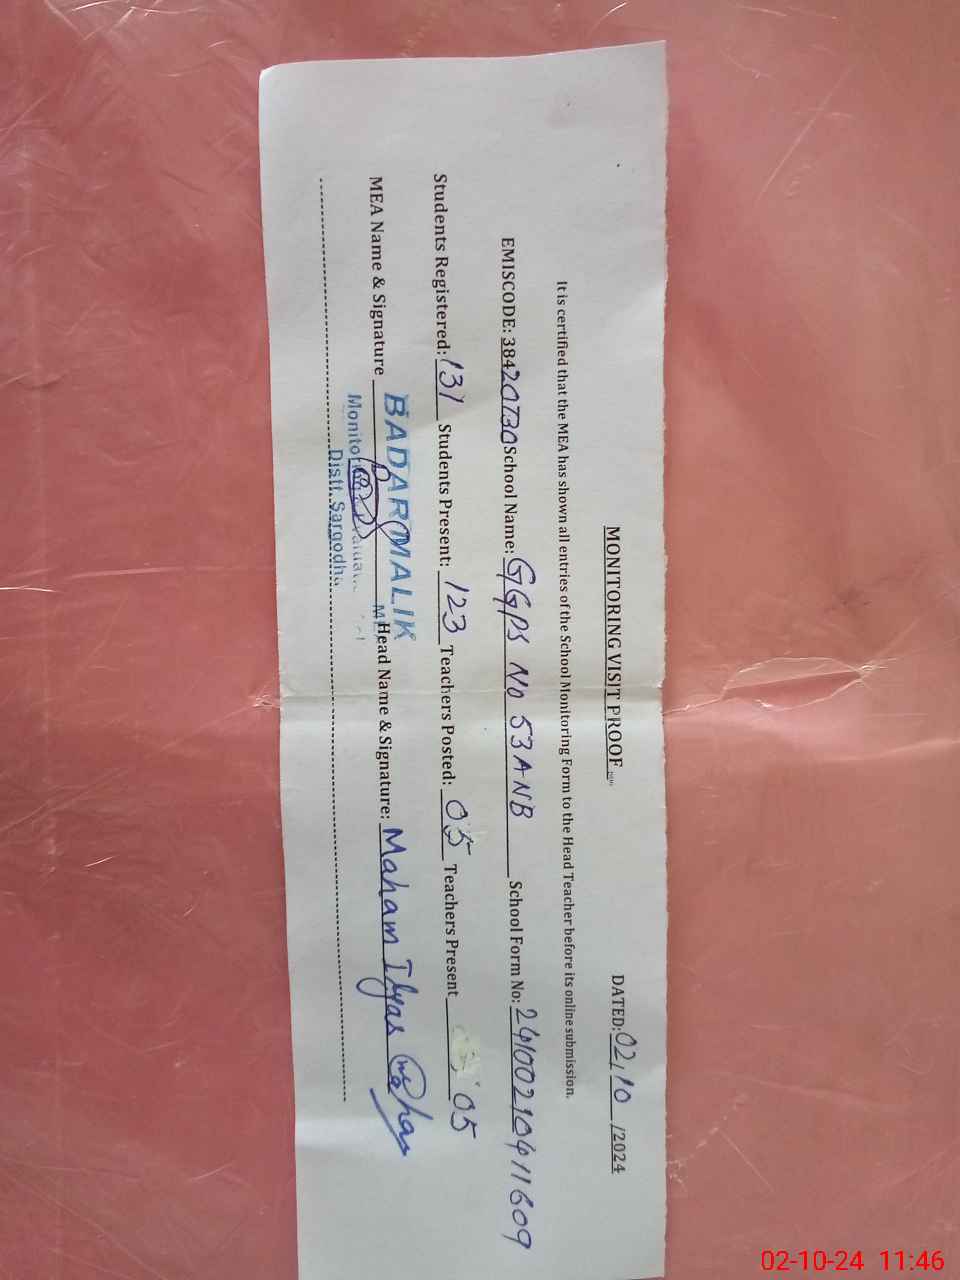 MONITORING VISIT PROOF
DATED: 02/10/2024
It is certified that the MEA has shown all entries of the School Monitoring Form to the Head Teacher before its online submission.
EMISCODE: 38420730 School Name: GGPS No 53 A NB School Form No: 24100210411609
Students Registered: 131 Students Present: 123 Teachers Posted: 05 Teachers Present 05
MEA Name & Signature BADAR MALIK Head Name & Signature: Maham Ilyas
Distt. Sargodha
02-10-24 11:46